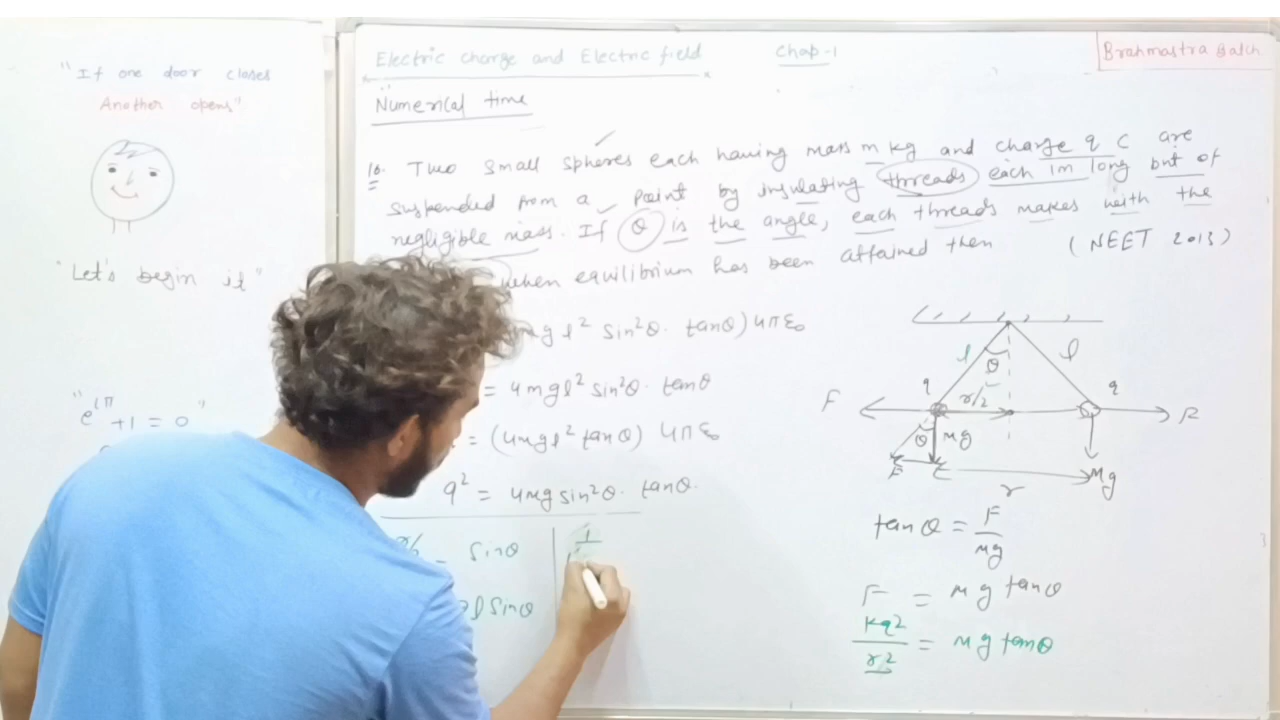 "If one door closes
Another opens"
"Let's begin it"
"e^iπ + 1 = 0"
Electric charge and Electric field Chap-1
Brahmastra Batch
Numerical time
10. Two small spheres each having mass m kg and charge q C are
suspended from a point by insulating threads each 1m long but of
negligible mass. If θ is the angle, each threads makes with the
when equilibrium has been attained then (NEET 2013)
mg l² sin²θ. tanθ) 4πε₀
= 4mgl² sin²θ. tanθ
= (4mgl² tanθ) 4πε₀
q² = 4mg sin²θ. tanθ.
sinθ
l sinθ
1
l
θ
l
q
r/2
q
F
F
θ
mg
F
r
Mg
tanθ = F/Mg
F = Mg tanθ
Kq²/r² = Mg tanθ